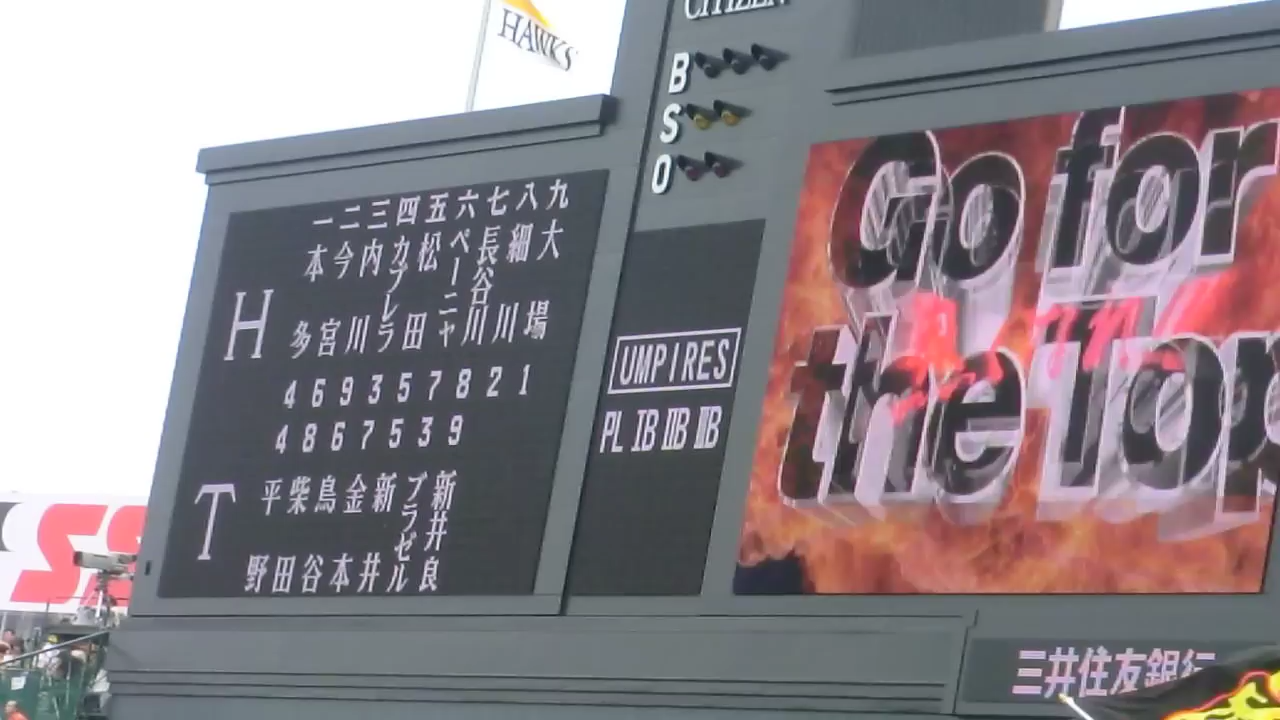 HAWKS
CITIZEN
B
S
O
一二三四五六七八九
H
本多 今宮 内川 カブレラ 松田 ペーニャ 長谷川 細川 大場
4 6 9 3 5 7 8 2 1
4 8 6 7 5 3 9
T
平野 柴田 鳥谷 金本 新井 ブラゼル 新井良
UMPIRES
PL ⅠB ⅡB ⅢB
Go for
the Top
三井住友銀行